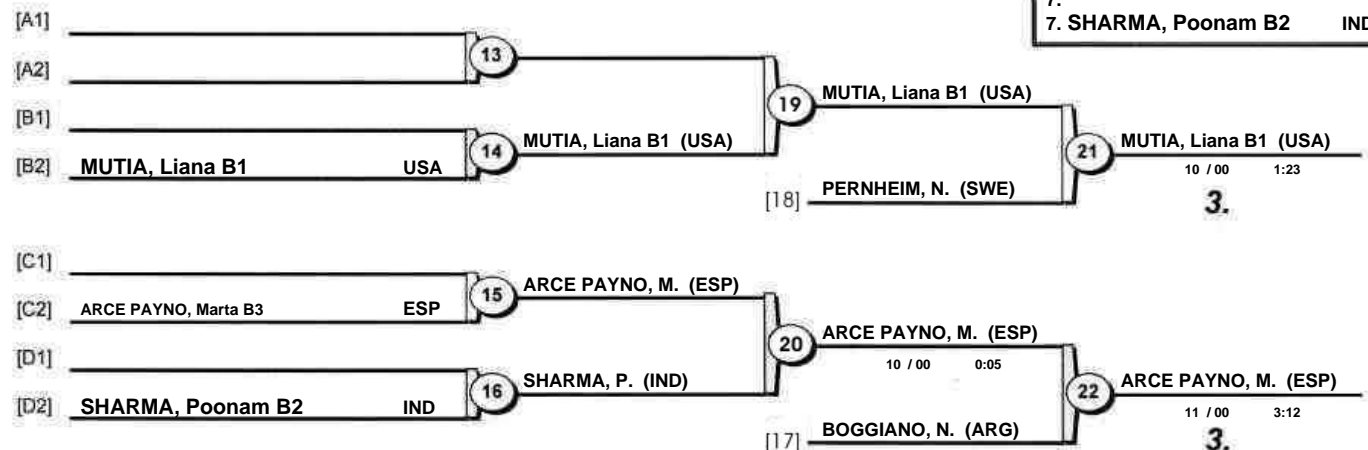 7.
7. SHARMA, Poonam B2 IND
[A1]
13
[A2]
19 MUTIA, Liana B1 (USA)
[B1]
14 MUTIA, Liana B1 (USA)
21 MUTIA, Liana B1 (USA)
[B2] MUTIA, Liana B1 USA
10 / 00 1:23
[18] PERNHEIM, N. (SWE)
3.
[C1]
15 ARCE PAYNO, M. (ESP)
[C2] ARCE PAYNO, Marta B3 ESP
20 ARCE PAYNO, M. (ESP)
10 / 00 0:05
[D1]
16 SHARMA, P. (IND)
22 ARCE PAYNO, M. (ESP)
[D2] SHARMA, Poonam B2 IND
11 / 00 3:12
[17] BOGGIANO, N. (ARG)
3.